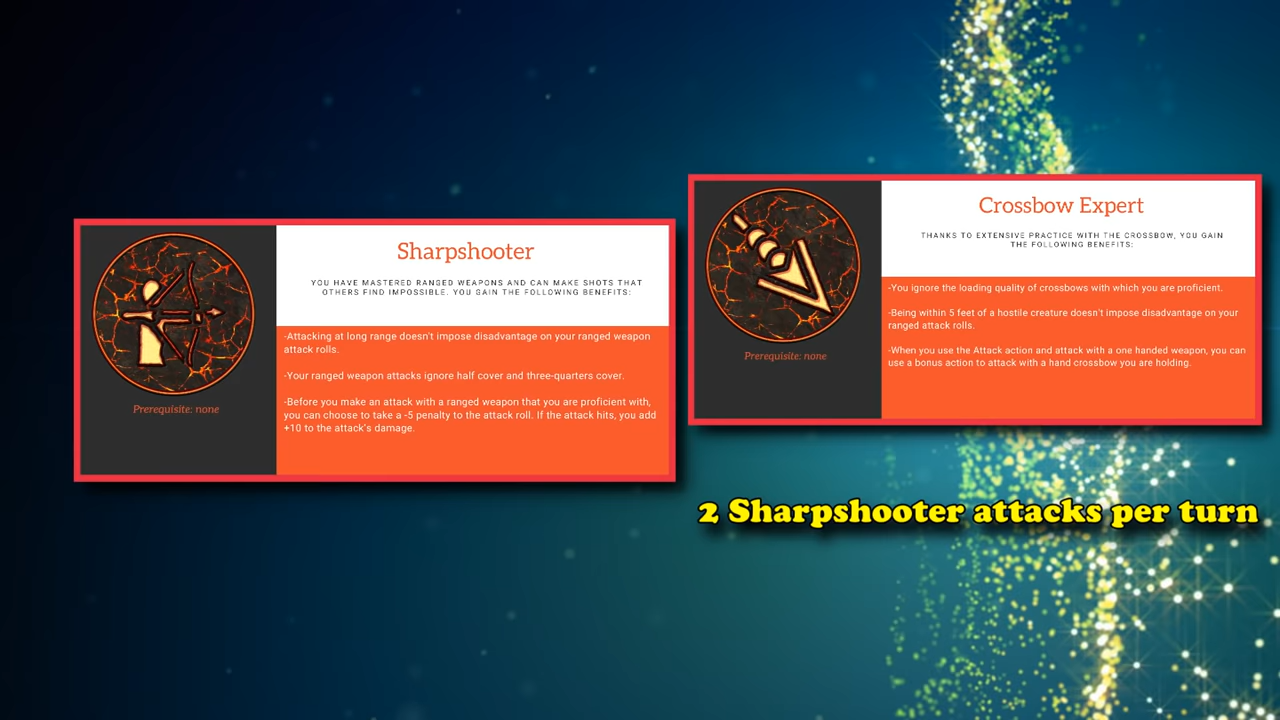 Sharpshooter
YOU HAVE MASTERED RANGED WEAPONS AND CAN MAKE SHOTS THAT
OTHERS FIND IMPOSSIBLE. YOU GAIN THE FOLLOWING BENEFITS:
-Attacking at long range doesn't impose disadvantage on your ranged weapon
attack rolls.
-Your ranged weapon attacks ignore half cover and three-quarters cover.
-Before you make an attack with a ranged weapon that you are proficient with,
you can choose to take a -5 penalty to the attack roll. If the attack hits, you add
+10 to the attack's damage.
Prerequisite: none
Crossbow Expert
THANKS TO EXTENSIVE PRACTICE WITH THE CROSSBOW, YOU GAIN
THE FOLLOWING BENEFITS:
-You ignore the loading quality of crossbows with which you are proficient.
-Being within 5 feet of a hostile creature doesn't impose disadvantage on your
ranged attack rolls.
-When you use the Attack action and attack with a one handed weapon, you can
use a bonus action to attack with a hand crossbow you are holding.
Prerequisite: none
2 Sharpshooter attacks per turn